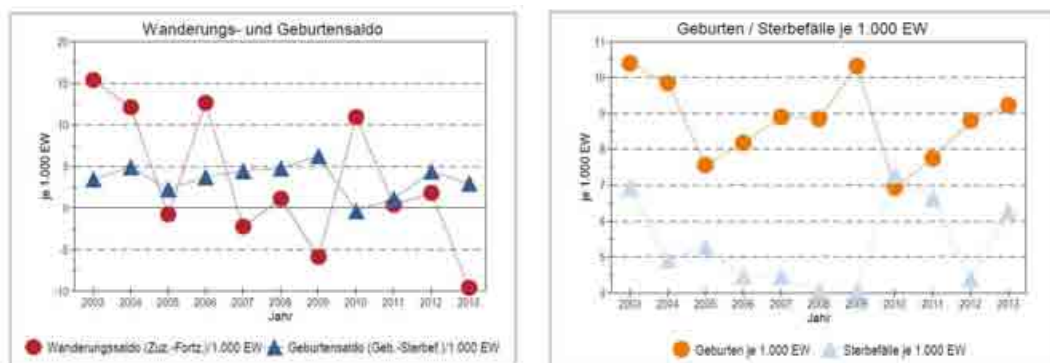 Wanderungs- und Geburtensaldo
je 1.000 EW
20
15
10
5
0
-5
-10
2003 2004 2005 2006 2007 2008 2009 2010 2011 2012 2013
Jahr
Wanderungssaldo (Zuz.-Fortz.)/1.000 EW Geburtensaldo (Geb.-Sterbef.)/1.000 EW
Geburten / Sterbefälle je 1.000 EW
je 1.000 EW
11
10
9
8
7
6
5
4
2003 2004 2005 2006 2007 2008 2009 2010 2011 2012 2013
Jahr
Geburten je 1.000 EW Sterbefälle je 1.000 EW